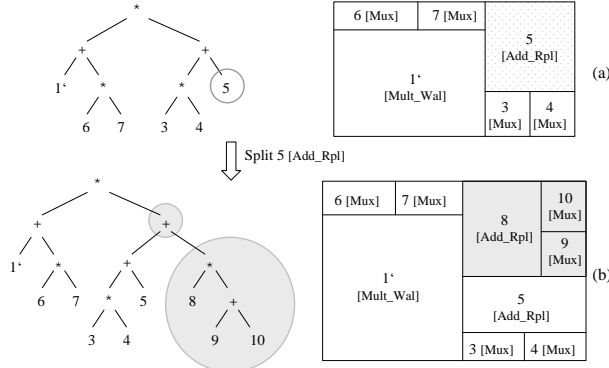 *
+ +
1‘ * * 5
6 7 3 4
6 [Mux] 7 [Mux]
1‘
[Mult_Wal]
5
[Add_Rpl]
3
[Mux]
4
[Mux]
(a)
Split 5 [Add_Rpl]
*
+ +
1‘ * + *
6 7 * 5 8 +
3 4 9 10
6 [Mux] 7 [Mux]
1‘
[Mult_Wal]
8
[Add_Rpl]
10
[Mux]
9
[Mux]
5
[Add_Rpl]
3 [Mux] 4 [Mux]
(b)